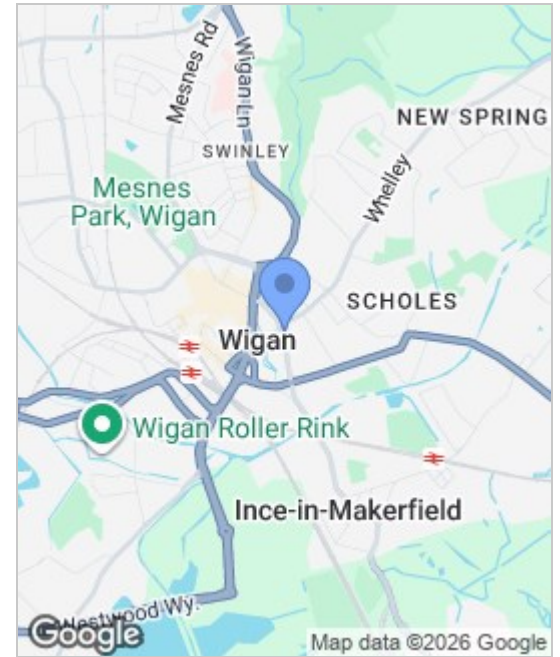 Mesnes Rd
Wigan Ln
NEW SPRING
SWINLEY
Mesnes
Park, Wigan
Whelley
SCHOLES
Wigan
Wigan Roller Rink
Ince-in-Makerfield
Westwood Wy.
Google
Map data ©2026 Google